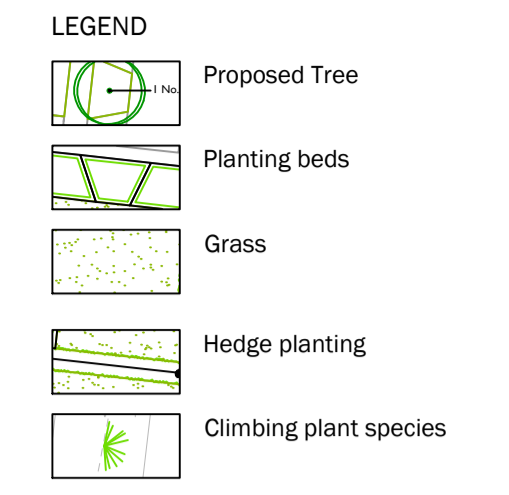 LEGEND
1 No.
Proposed Tree
Planting beds
Grass
Hedge planting
Climbing plant species